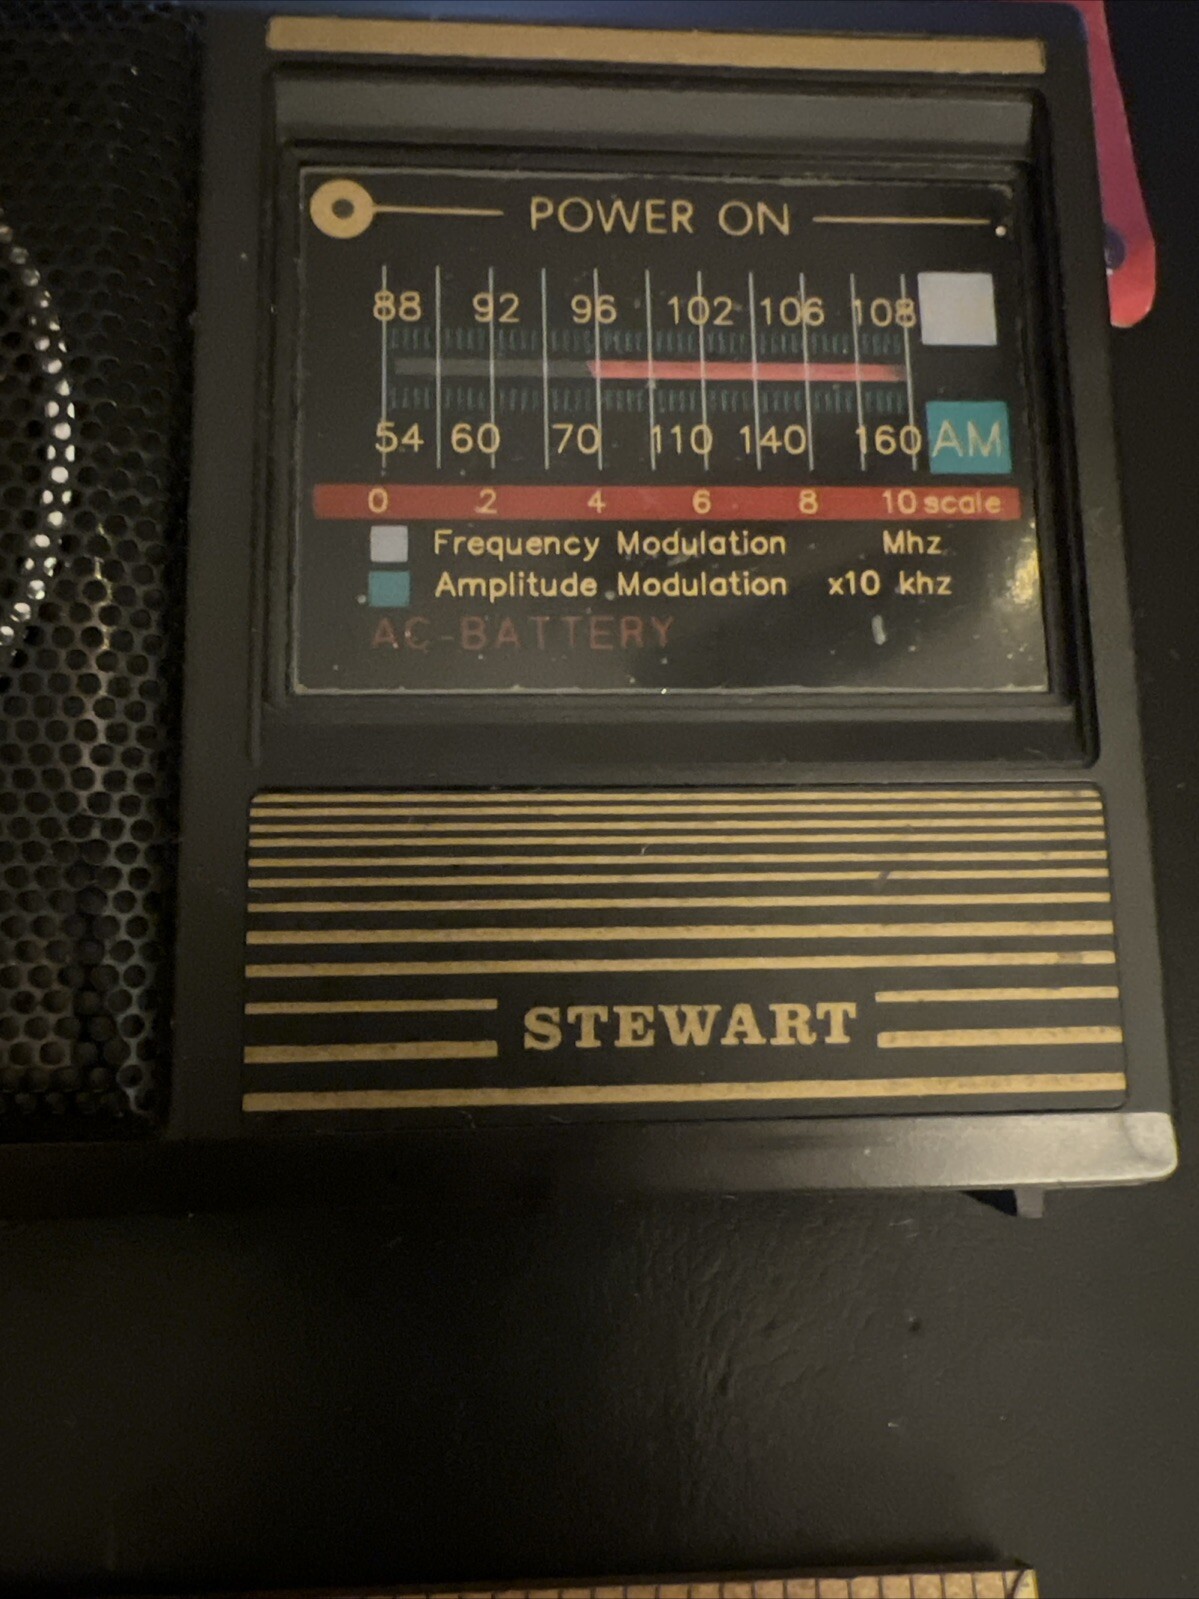 POWER ON
88 92 96 102 106 108
54 60 70 110 140 160 AM
0 2 4 6 8 10 scale
Frequency Modulation Mhz
Amplitude Modulation x10 khz
AC-BATTERY
STEWART